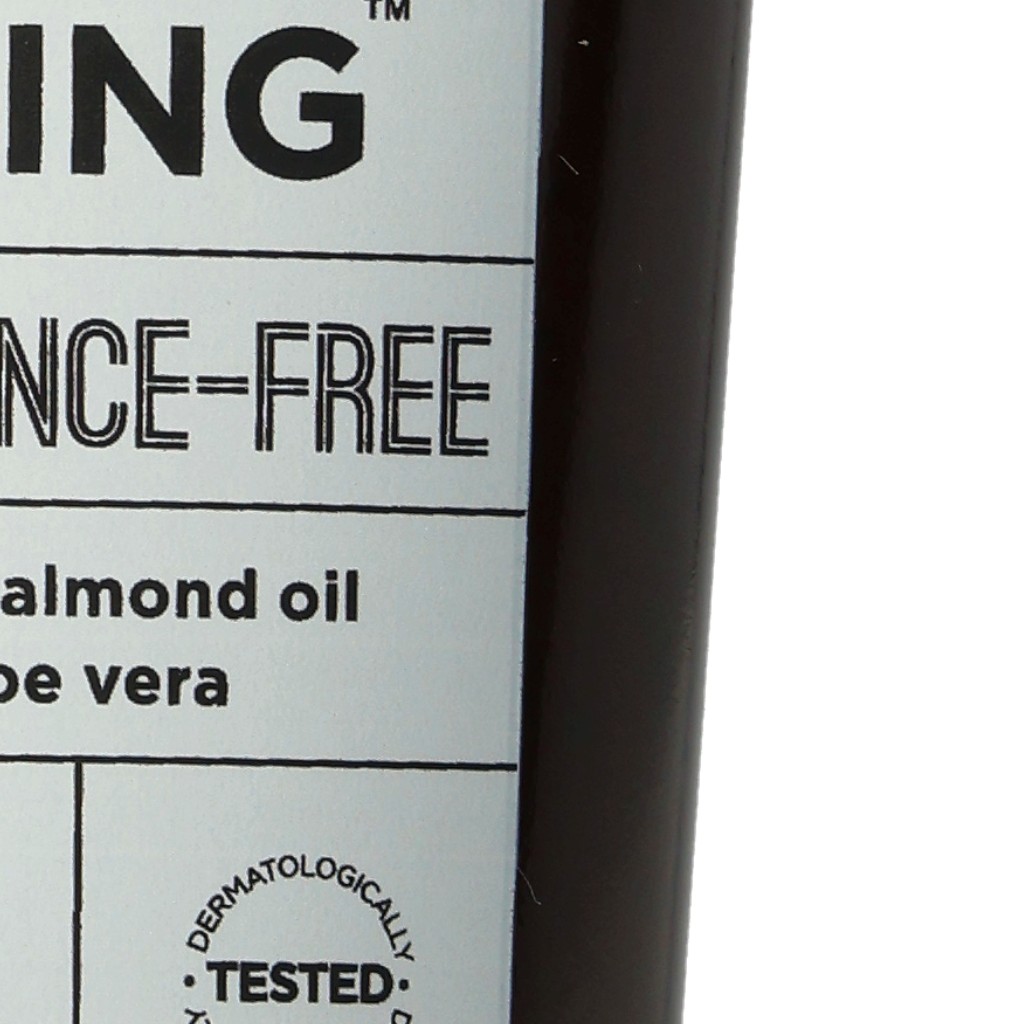 ING™
NCE-FREE
almond oil
oe vera
DERMATOLOGICALLY
· TESTED ·